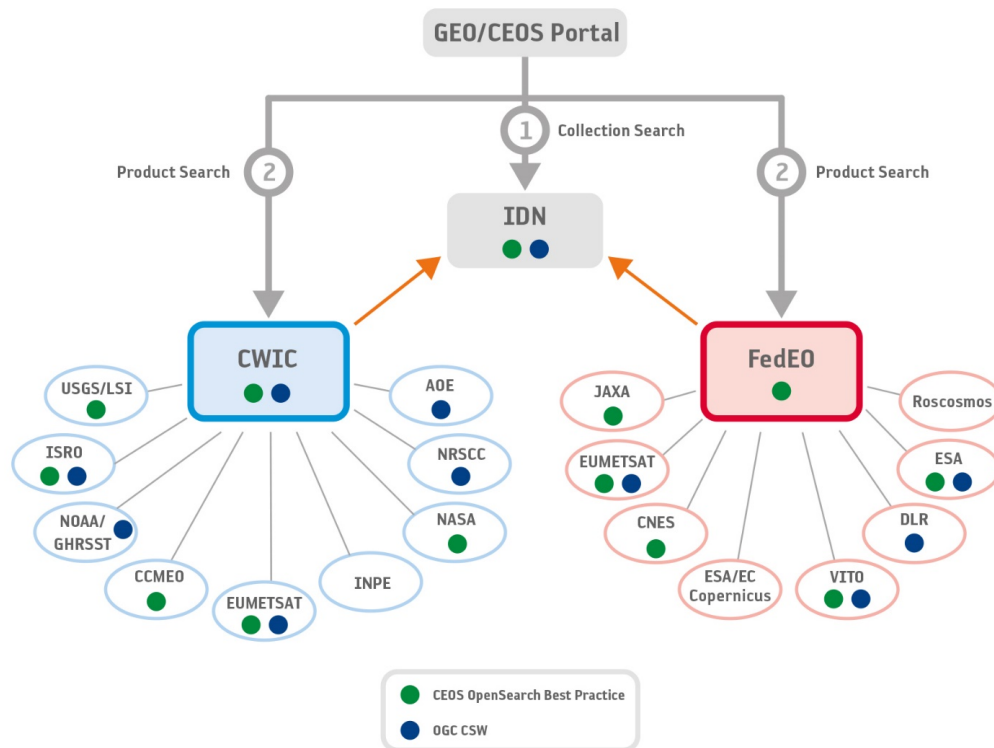 GEO/CEOS Portal
1
Collection Search
Product Search
2
2
Product Search
IDN
CWIC
FedEO
USGS/LSI
AOE
ISRO
NRSCC
NOAA/
GHRSST
NASA
CCMEO
INPE
EUMETSAT
JAXA
Roscosmos
EUMETSAT
ESA
CNES
DLR
ESA/EC
Copernicus
VITO
CEOS OpenSearch Best Practice
OGC CSW